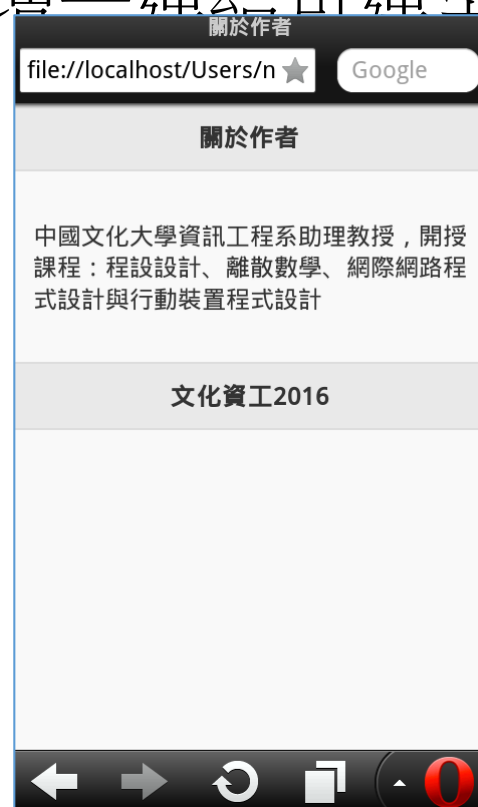 關於作者
file://localhost/Users/n Google
關於作者
中國文化大學資訊工程系助理教授，開授
課程：程設設計、離散數學、網際網路程
式設計與行動裝置程式設計
文化資工2016